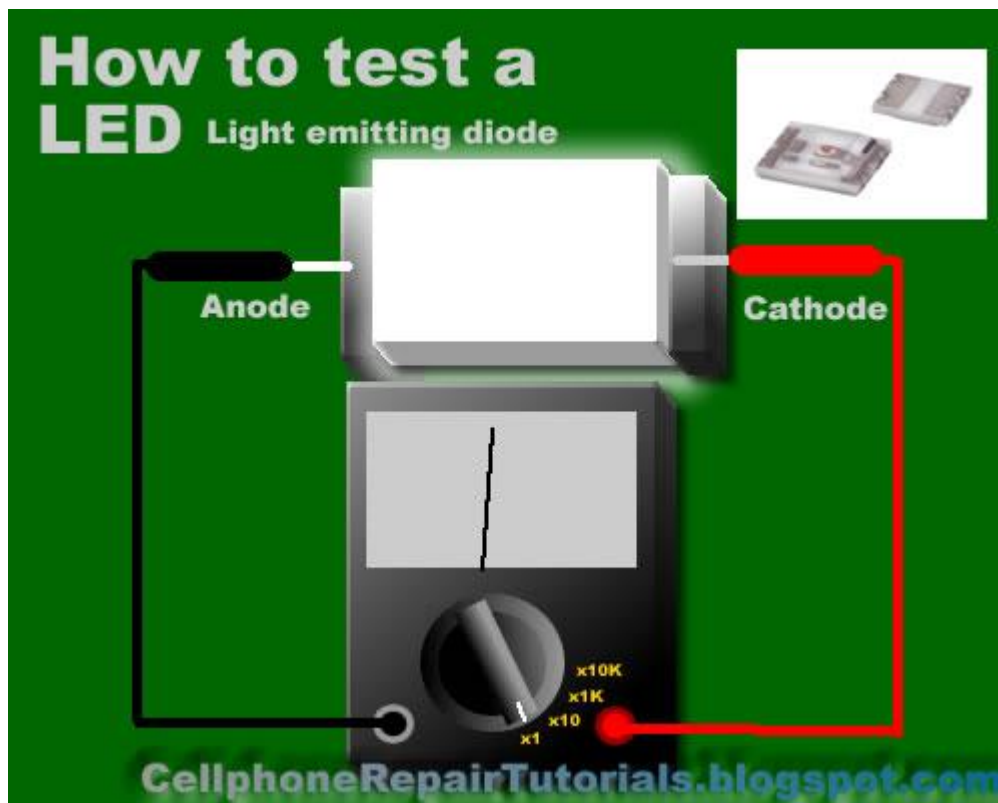 How to test a
LED Light emitting diode
Anode
Cathode
x10K
x1K
x10
x1
CellphoneRepairTutorials.blogspot.com